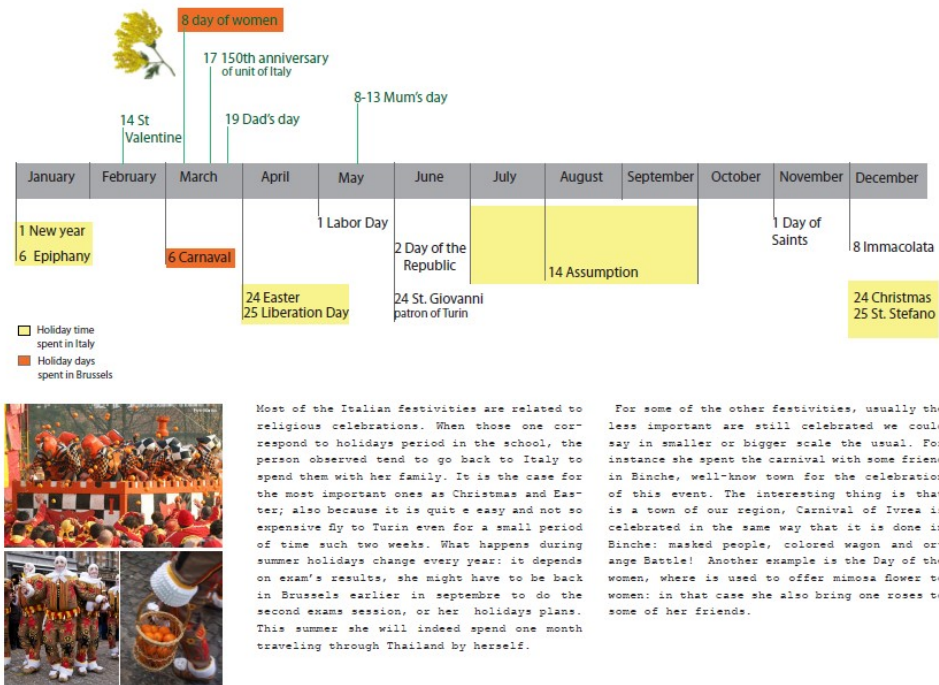 8 day of women
17 150th anniversary
of unit of Italy
8-13 Mum's day
14 St
Valentine
19 Dad's day
January February March April May June July August September October November December
1 New year
6 Epiphany
6 Carnaval
24 Easter
25 Liberation Day
1 Labor Day
2 Day of the
Republic
24 St. Giovanni
patron of Turin
14 Assumption
1 Day of
Saints
8 Immacolata
24 Christmas
25 St. Stefano
Holiday time
spent in Italy
Holiday days
spent in Brussels
Most of the Italian festivities are related to
religious celebrations. When those one cor-
respond to holidays period in the school, the
person observed tend to go back to Italy to
spend them with her family. It is the case for
the most important ones as Christmas and Eas-
ter; also because it is quit e easy and not so
expensive fly to Turin even for a small period
of time such two weeks. What happens during
summer holidays change every year: it depends
on exam's results, she might have to be back
in Brussels earlier in septembre to do the
second exams session, or her holidays plans.
This summer she will indeed spend one month
traveling through Thailand by herself.
For some of the other festivities, usually the
less important are still celebrated we could
say in smaller or bigger scale the usual. For
instance she spent the carnival with some friend
in Binche, well-know town for the celebration
of this event. The interesting thing is that
is a town of our region, Carnival of Ivrea is
celebrated in the same way that it is done in
Binche: masked people, colored wagon and or-
ange Battle! Another example is the Day of the
women, where is used to offer mimosa flower to
women: in that case she also bring one roses to
some of her friends.